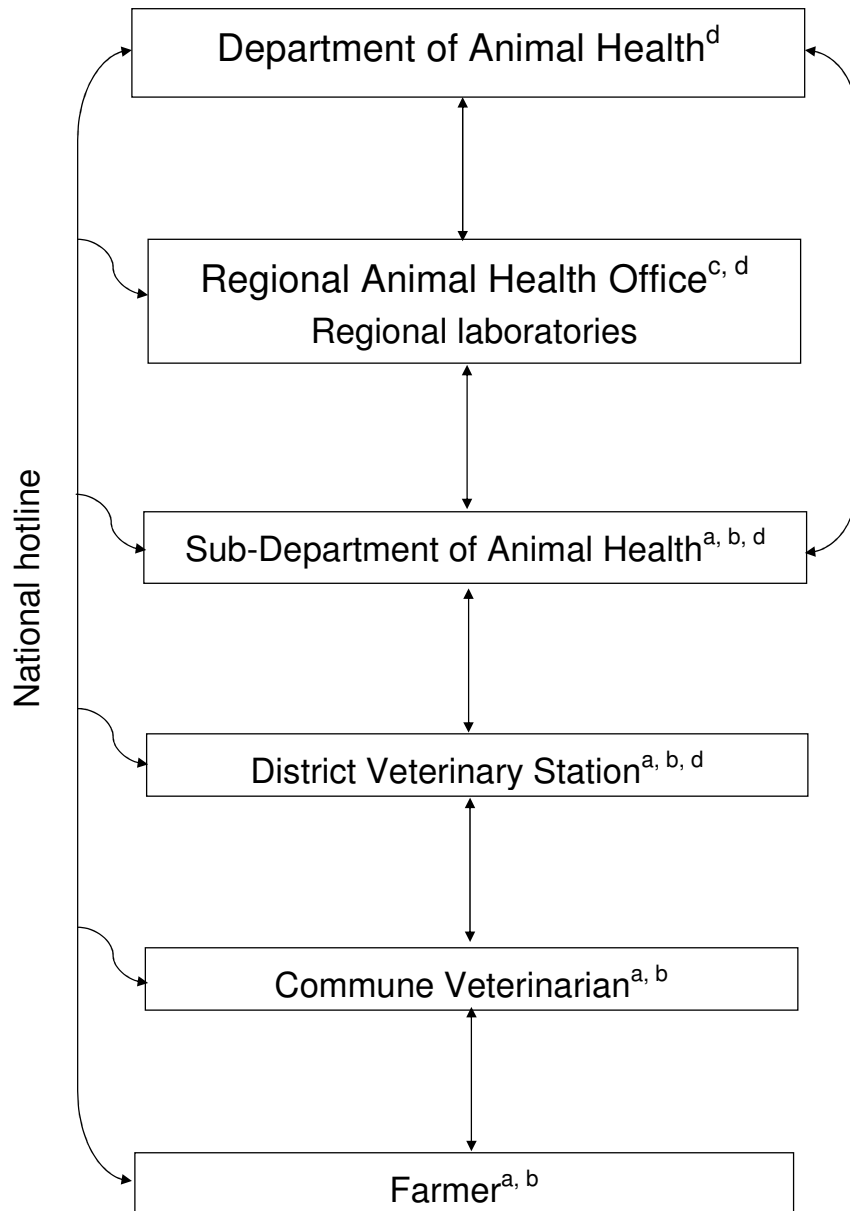 Department of Animal Health^d
Regional Animal Health Office^c, d
Regional laboratories
National hotline
Sub-Department of Animal Health^a, b, d
District Veterinary Station^a, b, d
Commune Veterinarian^a, b
Farmer^a, b